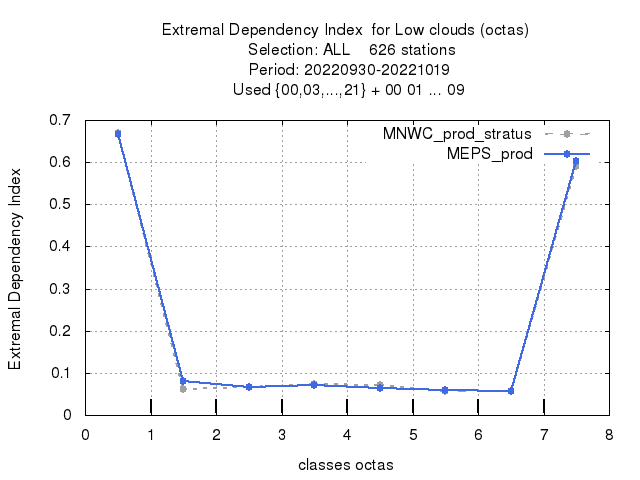 Extremal Dependency Index  for Low clouds (octas)
Selection: ALL    626 stations
Period: 20220930-20221019
Used {00,03,...,21} + 00 01 ... 09
MNWC_prod_stratus
MEPS_prod
Extremal Dependency Index
0.7
0.6
0.5
0.4
0.3
0.2
0.1
0
0 1 2 3 4 5 6 7 8
classes octas